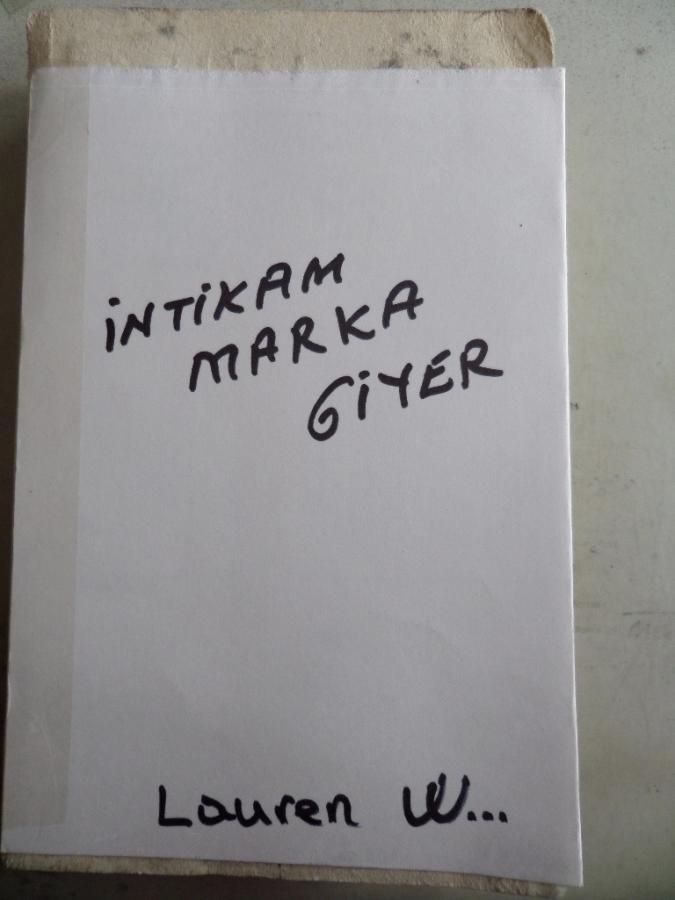 İNTİKAM
MARKA
GİYER
Lauren W...